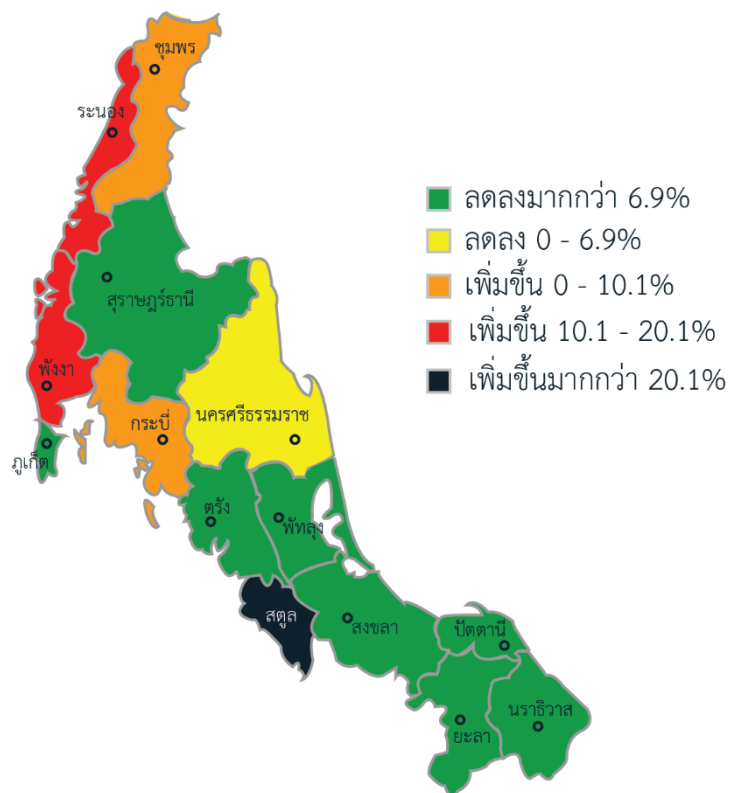 ชุมพร
ระนอง
ลดลงมากกว่า 6.9%
ลดลง 0 - 6.9%
เพิ่มขึ้น 0 - 10.1%
เพิ่มขึ้น 10.1 - 20.1%
เพิ่มขึ้นมากกว่า 20.1%
สุราษฎร์ธานี
พังงา
กระบี่
นครศรีธรรมราช
ภูเก็ต
ตรัง
พัทลุง
สตูล
สงขลา
ปัตตานี
นราธิวาส
ยะลา